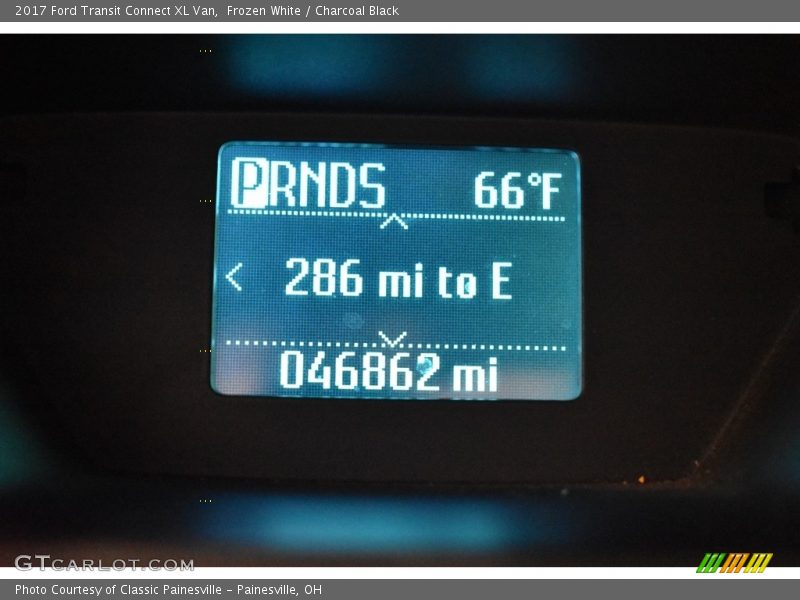 2017 Ford Transit Connect XL Van, Frozen White / Charcoal Black
PRNDS 66°F
286 mi to E
046862 mi
GTCARLOT.COM
Photo Courtesy of Classic Painesville - Painesville, OH